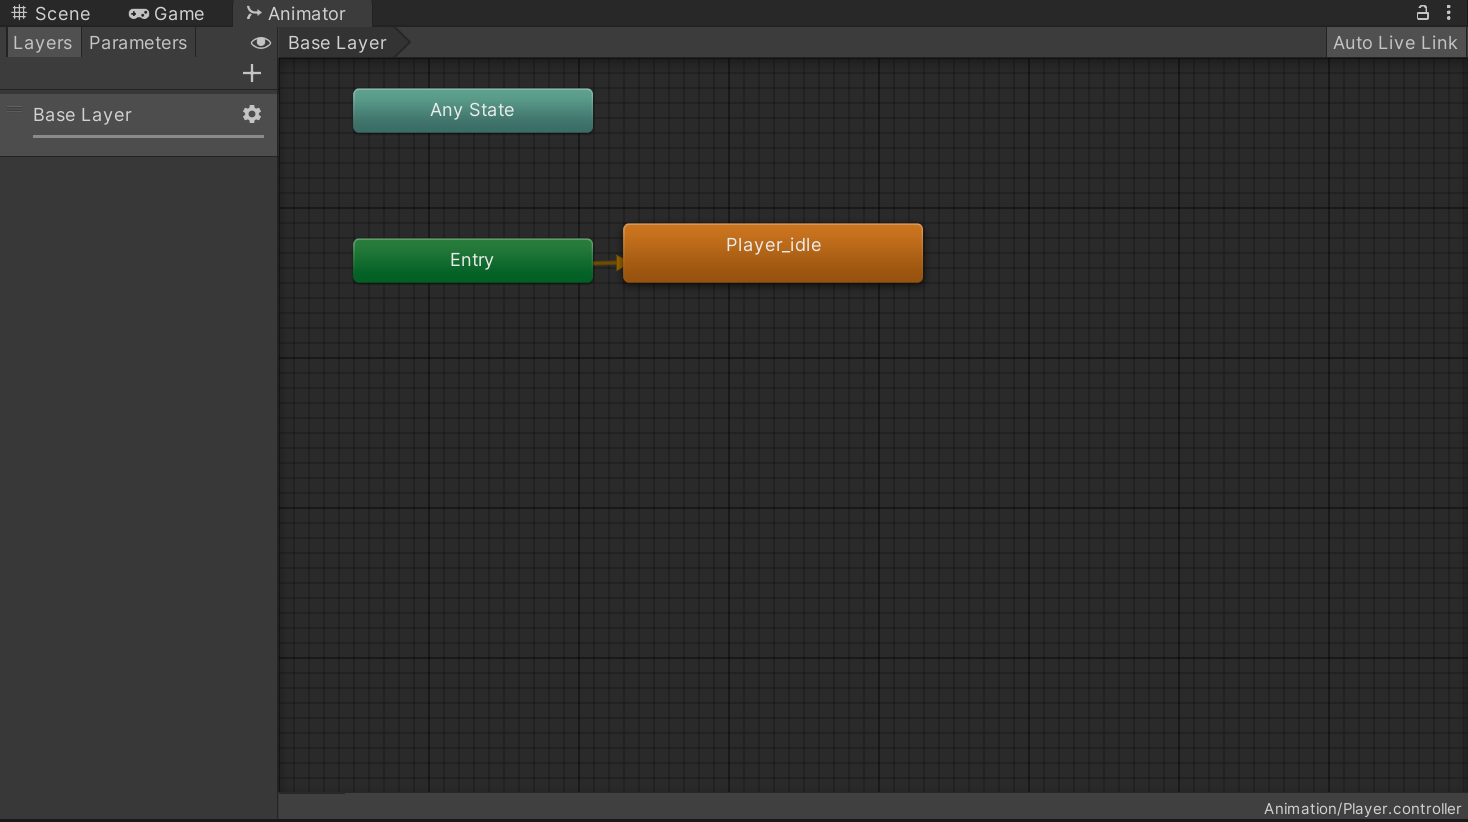 Scene Game Animator
Layers Parameters Base Layer Auto Live Link
Base Layer
Any State
Entry
Player_idle
Animation/Player.controller